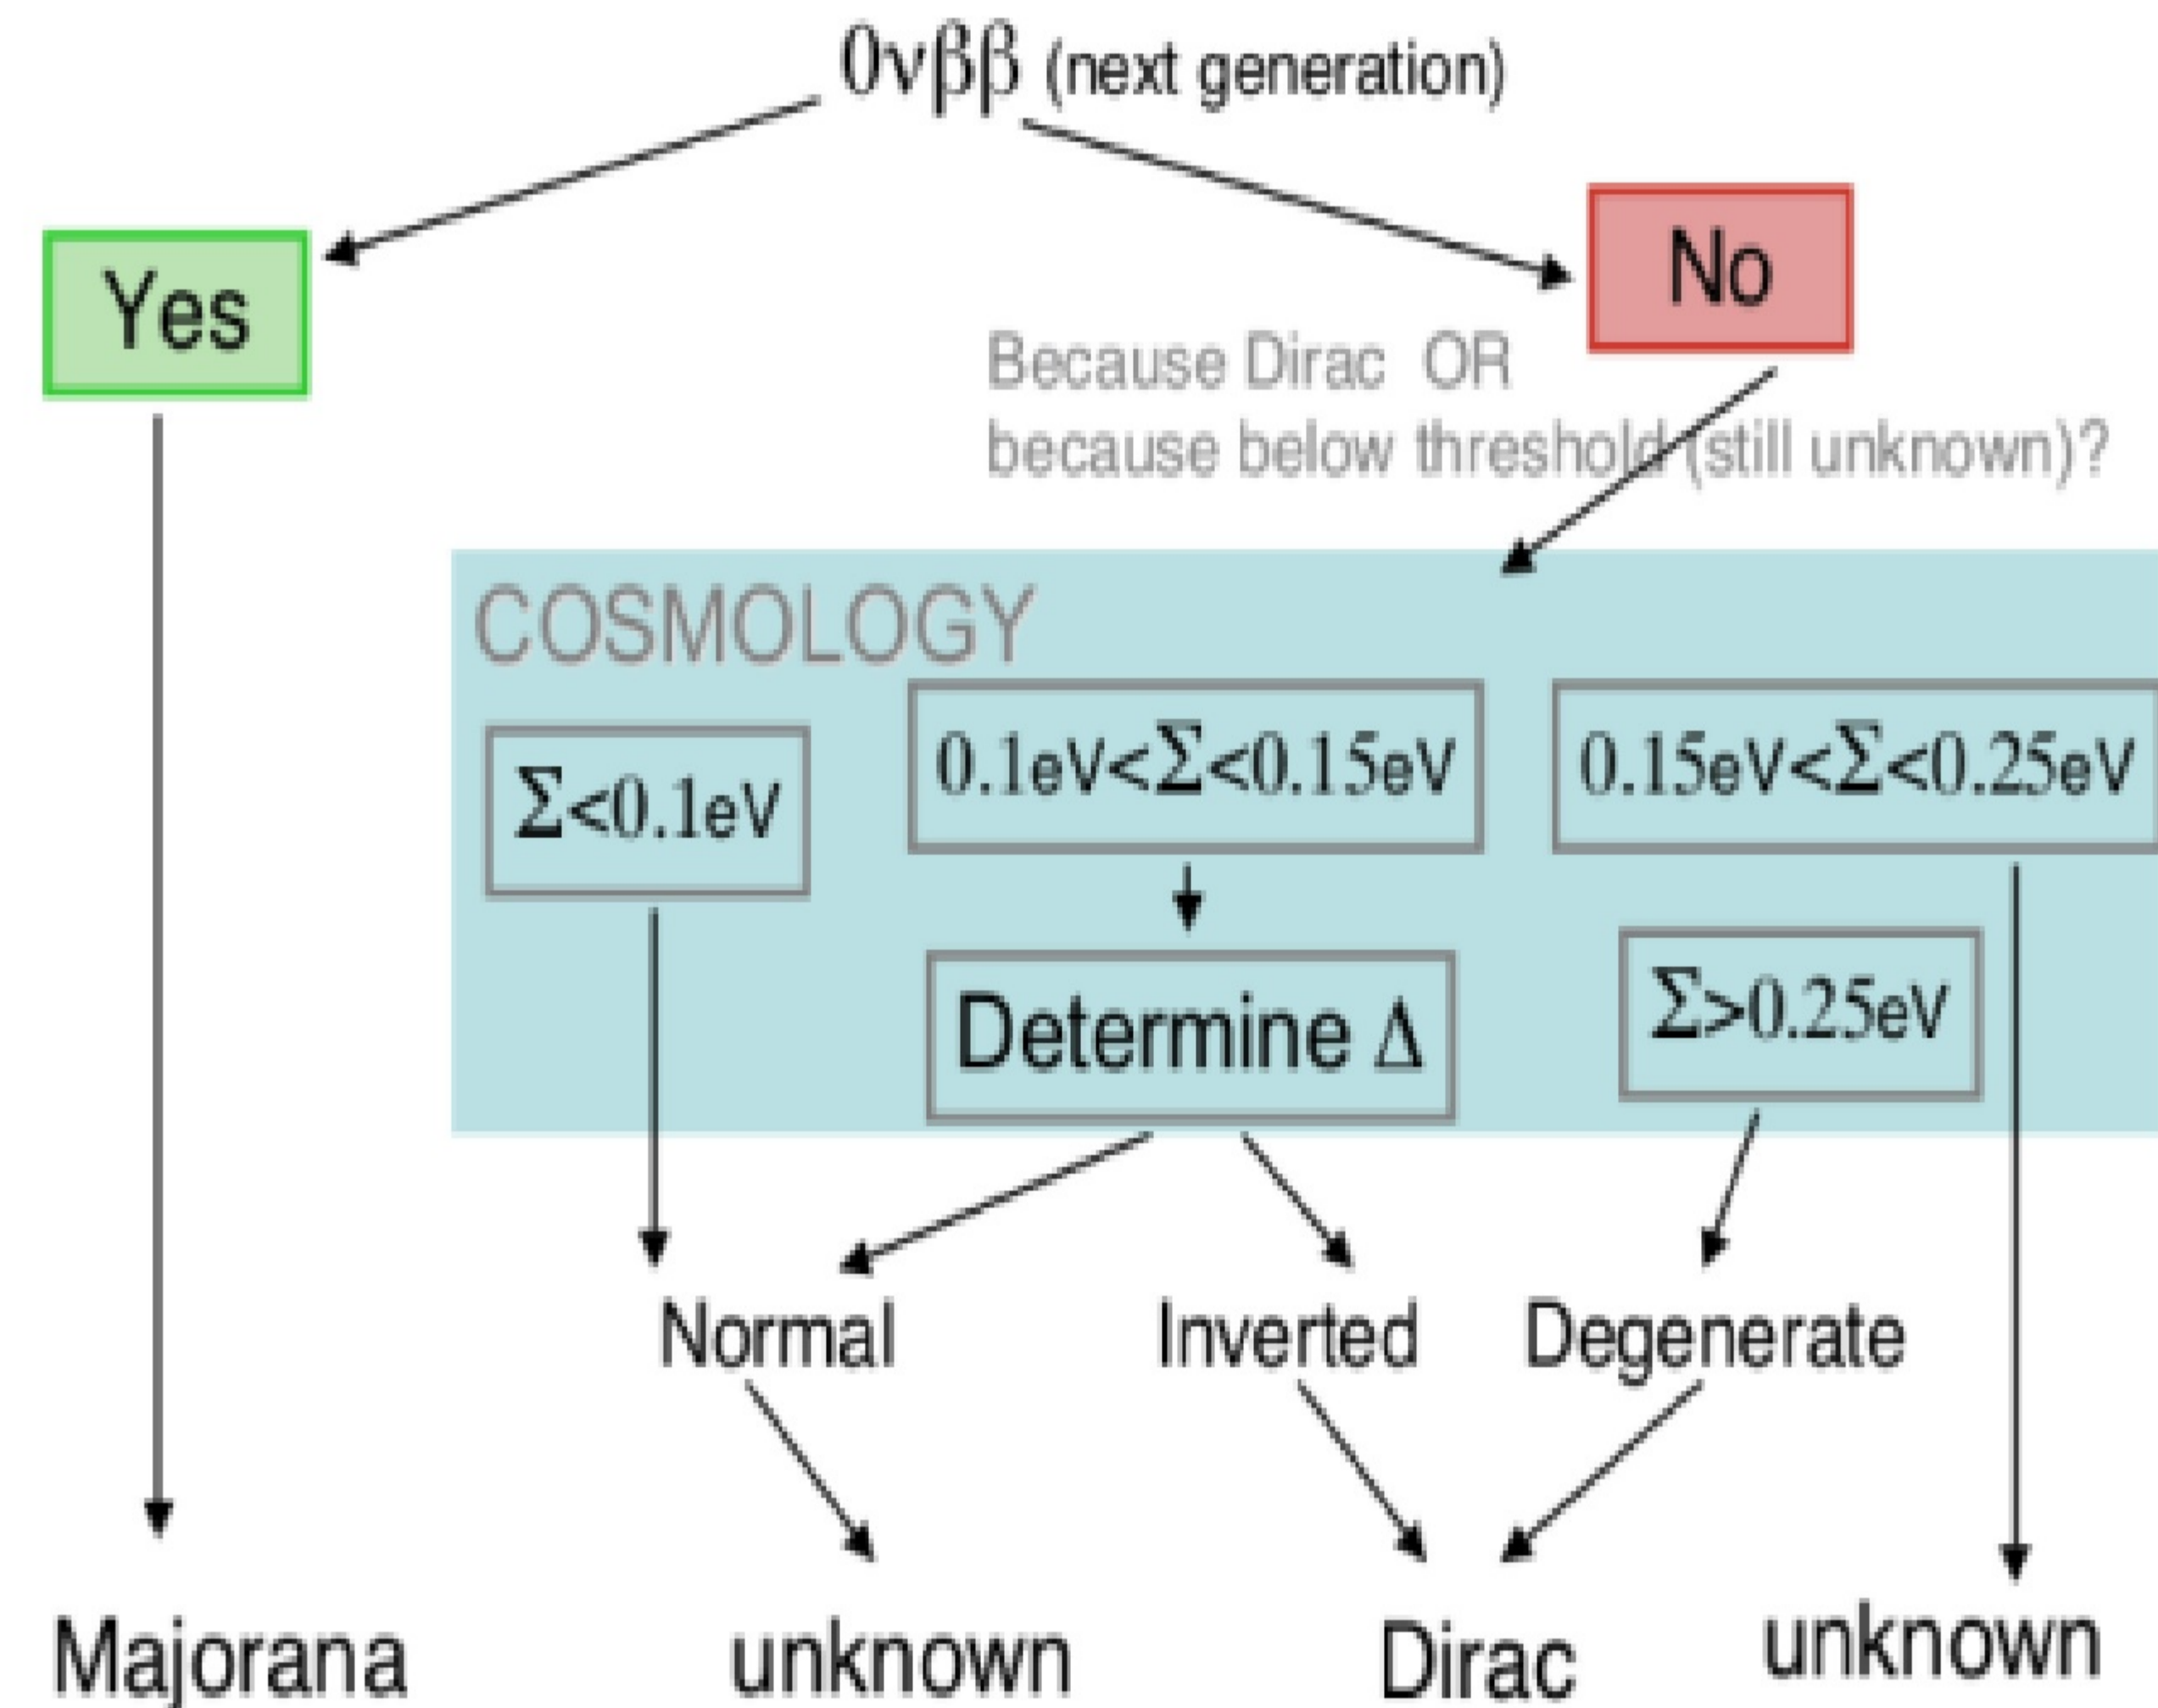 0νββ (next generation)
Yes
No
Because Dirac OR
because below threshold (still unknown)?
COSMOLOGY
Σ<0.1eV
0.1eV<Σ<0.15eV
0.15eV<Σ<0.25eV
Determine Δ
Σ>0.25eV
Normal
Inverted
Degenerate
Majorana
unknown
Dirac
unknown